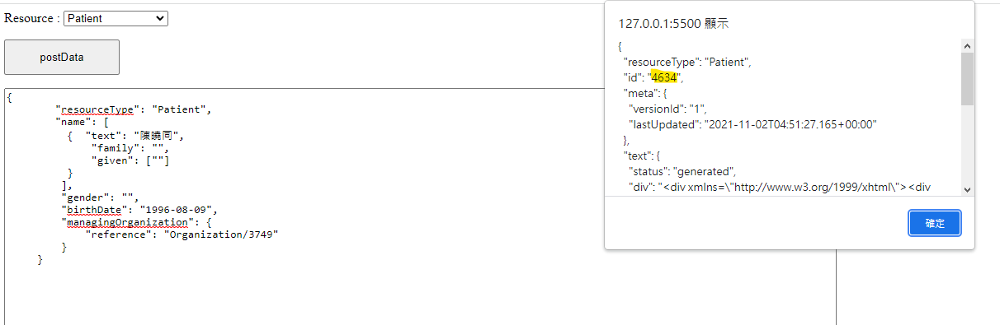 Resource : Patient
postData
{
"resourceType": "Patient",
"name": [
{ "text": "陳曉同",
"family": "",
"given": [""]
}
],
"gender": "",
"birthDate": "1996-08-09",
"managingOrganization": {
"reference": "Organization/3749"
}
}
127.0.0.1:5500 顯示
{
"resourceType": "Patient",
"id": "4634",
"meta": {
"versionId": "1",
"lastUpdated": "2021-11-02T04:51:27.165+00:00"
},
"text": {
"status": "generated",
"div": "<div xmlns=\"http://www.w3.org/1999/xhtml\"><div
確定